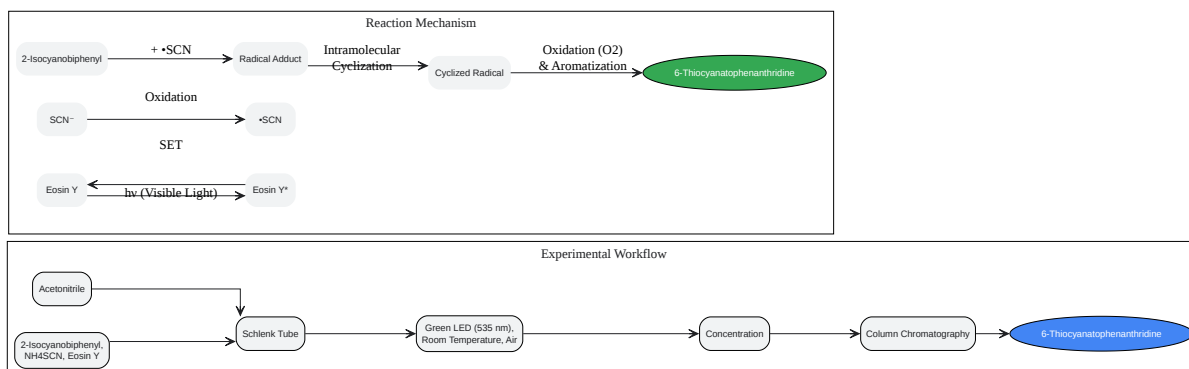 Reaction Mechanism
2-Isocyanobiphenyl
+ •SCN
Radical Adduct
Intramolecular
Cyclization
Cyclized Radical
Oxidation (O2)
& Aromatization
6-Thiocyanatophenanthridine
SCN⁻
Oxidation
•SCN
SET
Eosin Y
hν (Visible Light)
Eosin Y*
Experimental Workflow
Acetonitrile
2-Isocyanobiphenyl,
NH4SCN, Eosin Y
Schlenk Tube
Green LED (535 nm),
Room Temperature, Air
Concentration
Column Chromatography
6-Thiocyanatophenanthridine